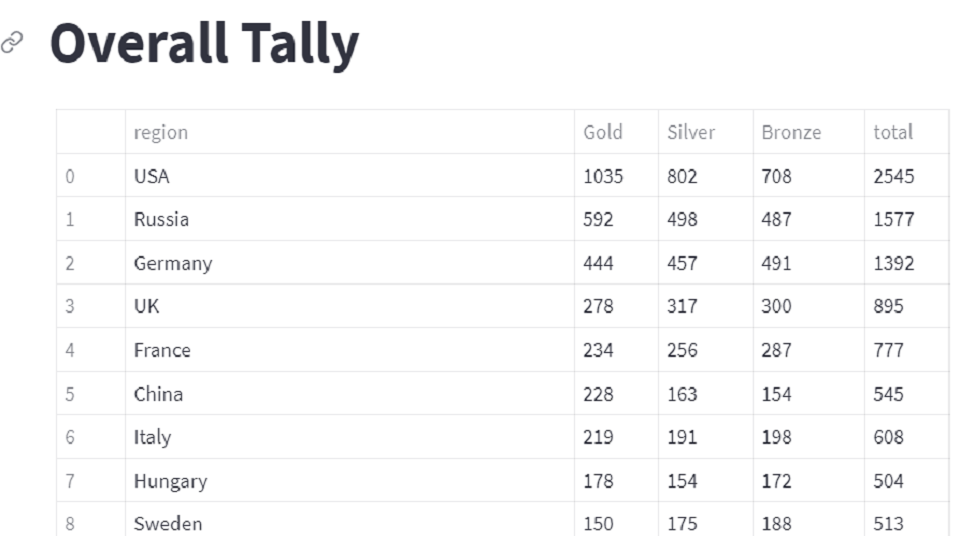 Overall Tally
region Gold Silver Bronze total
0 USA 1035 802 708 2545
1 Russia 592 498 487 1577
2 Germany 444 457 491 1392
3 UK 278 317 300 895
4 France 234 256 287 777
5 China 228 163 154 545
6 Italy 219 191 198 608
7 Hungary 178 154 172 504
8 Sweden 150 175 188 513